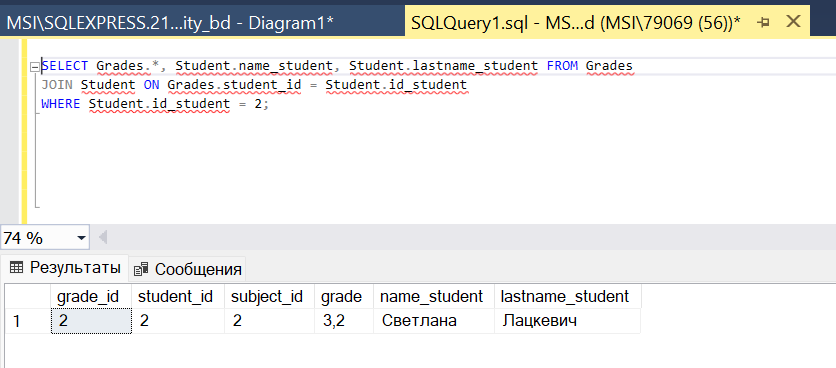 MSI\SQLEXPRESS.21...ity_bd - Diagram1* SQLQuery1.sql - MS...d (MSI\79069 (56))*
SELECT Grades.*, Student.name_student, Student.lastname_student FROM Grades
JOIN Student ON Grades.student_id = Student.id_student
WHERE Student.id_student = 2;
74 %
Результаты Сообщения
grade_id student_id subject_id grade name_student lastname_student
1 2 2 2 3,2 Светлана Лацкевич